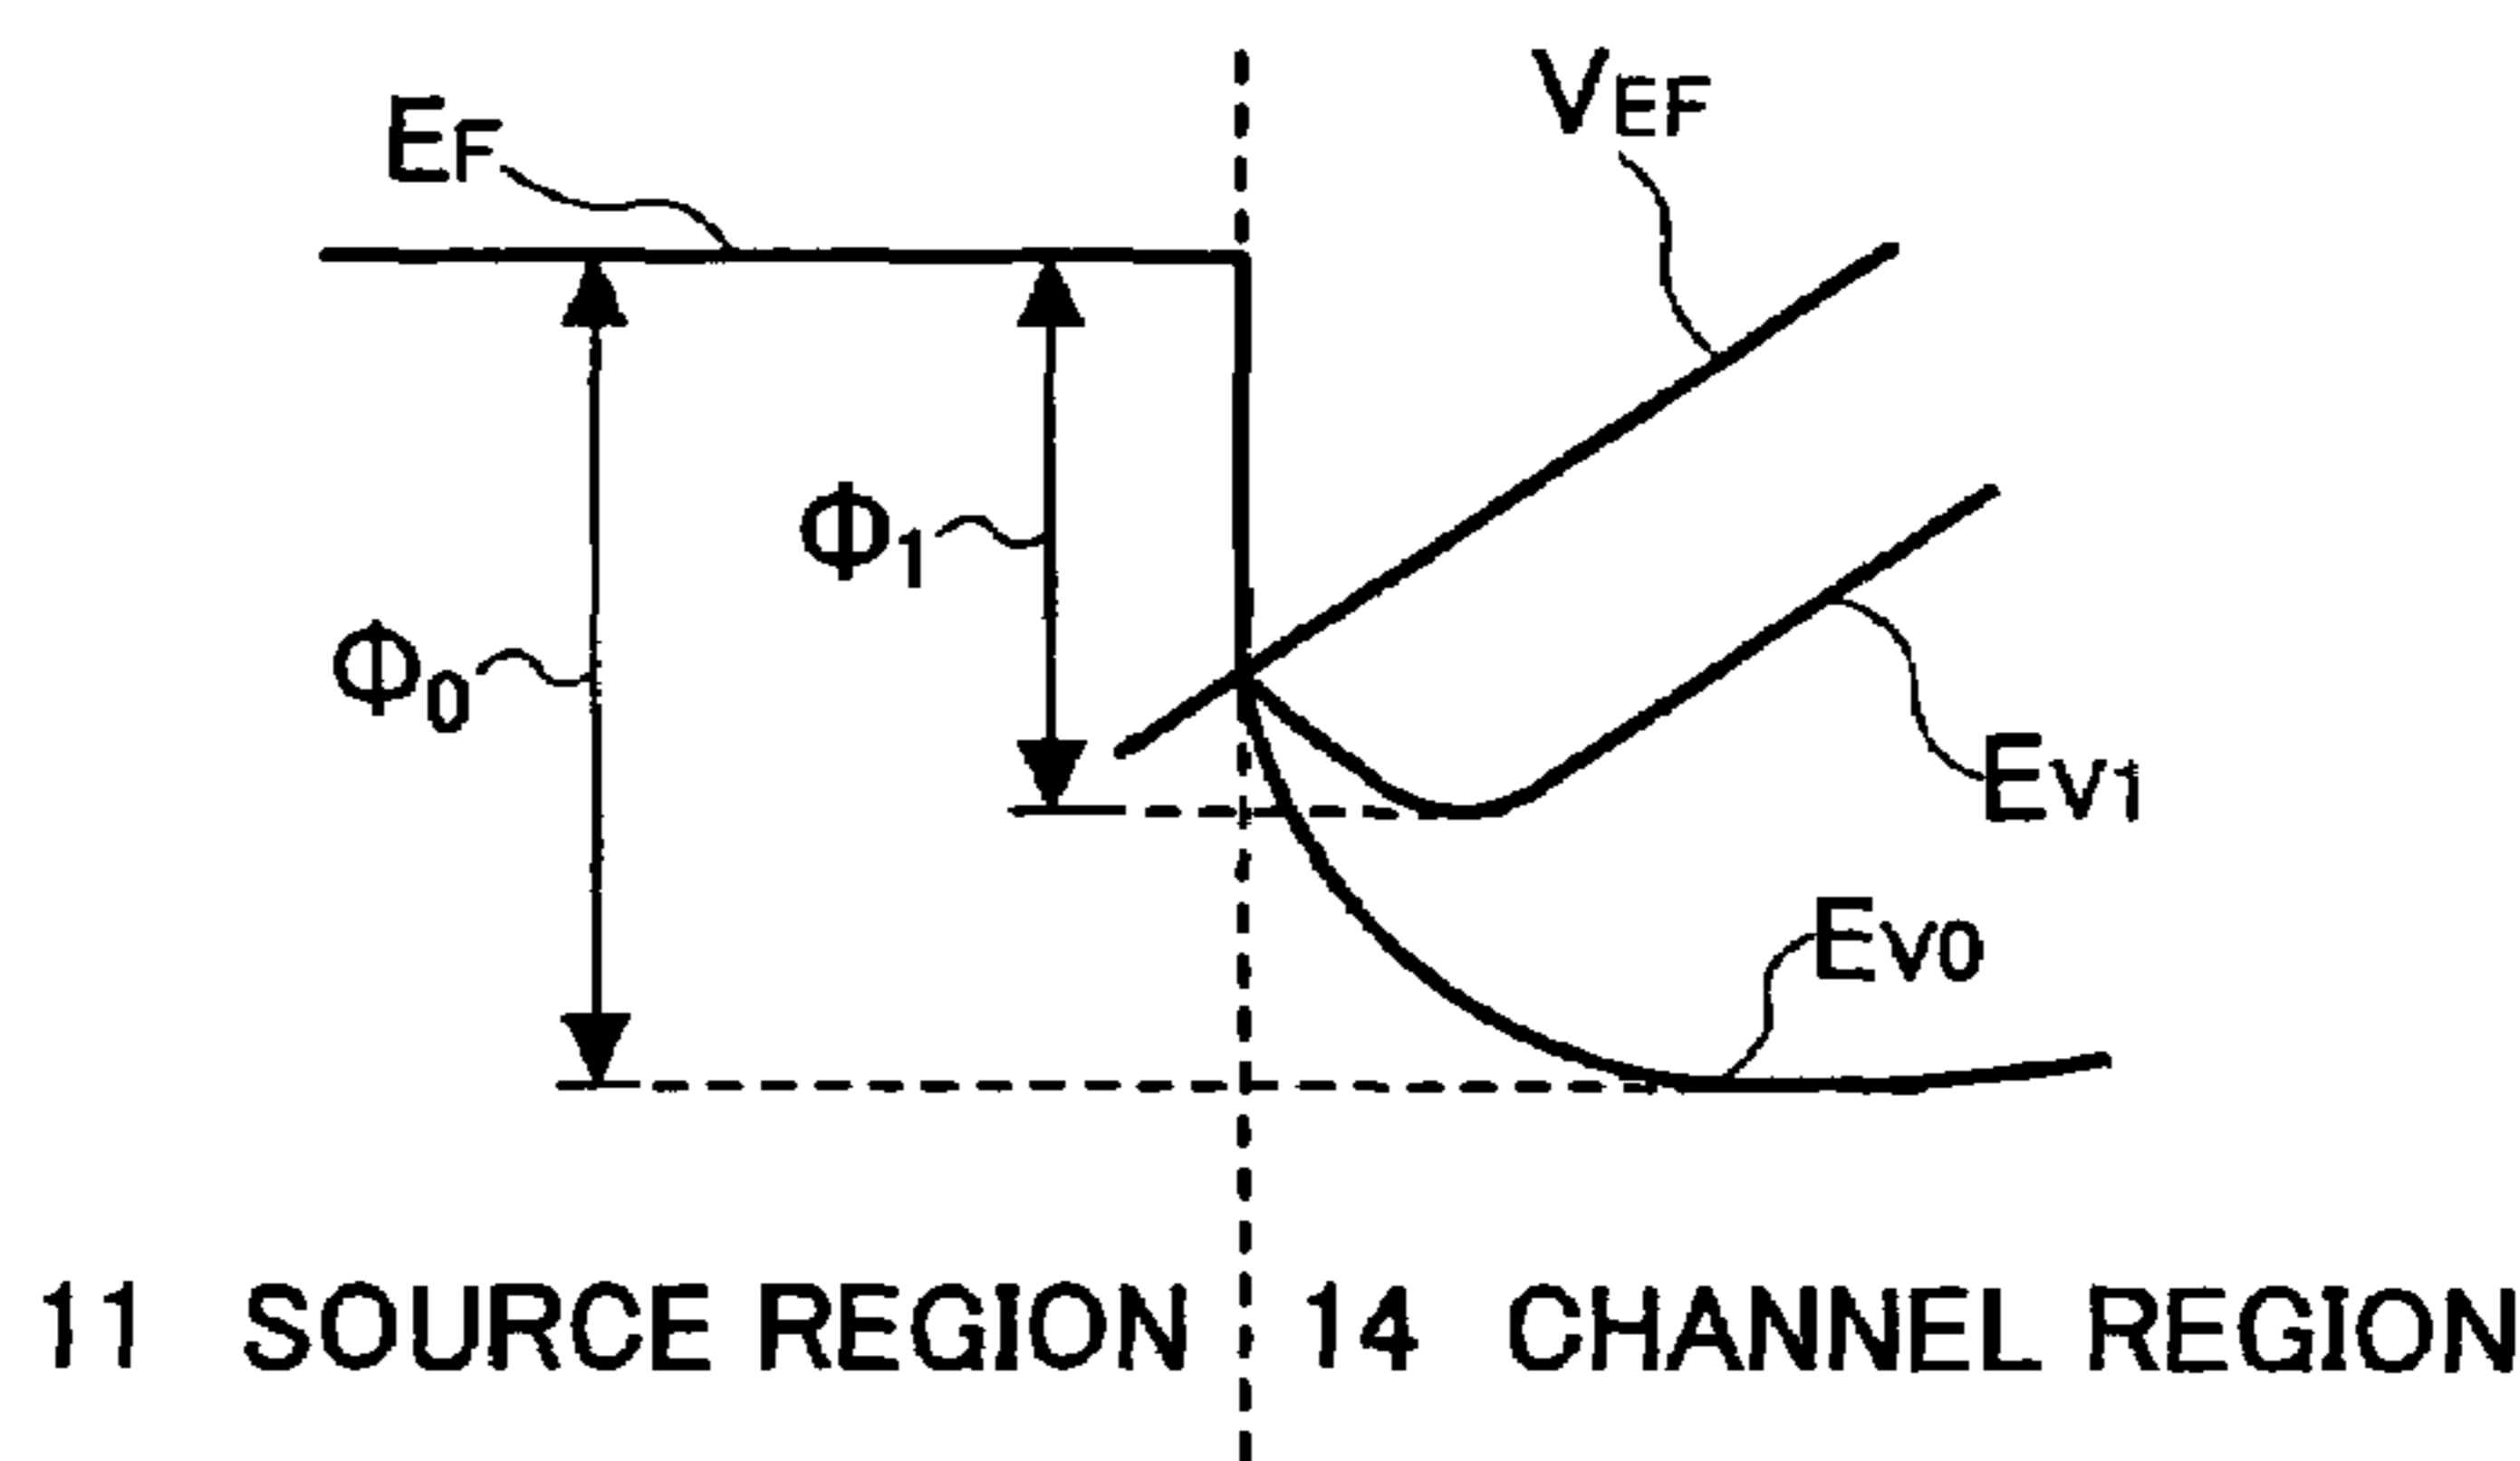 EF
VEF
Φ1
Φ0
EV1
EV0
11 SOURCE REGION
14 CHANNEL REGION